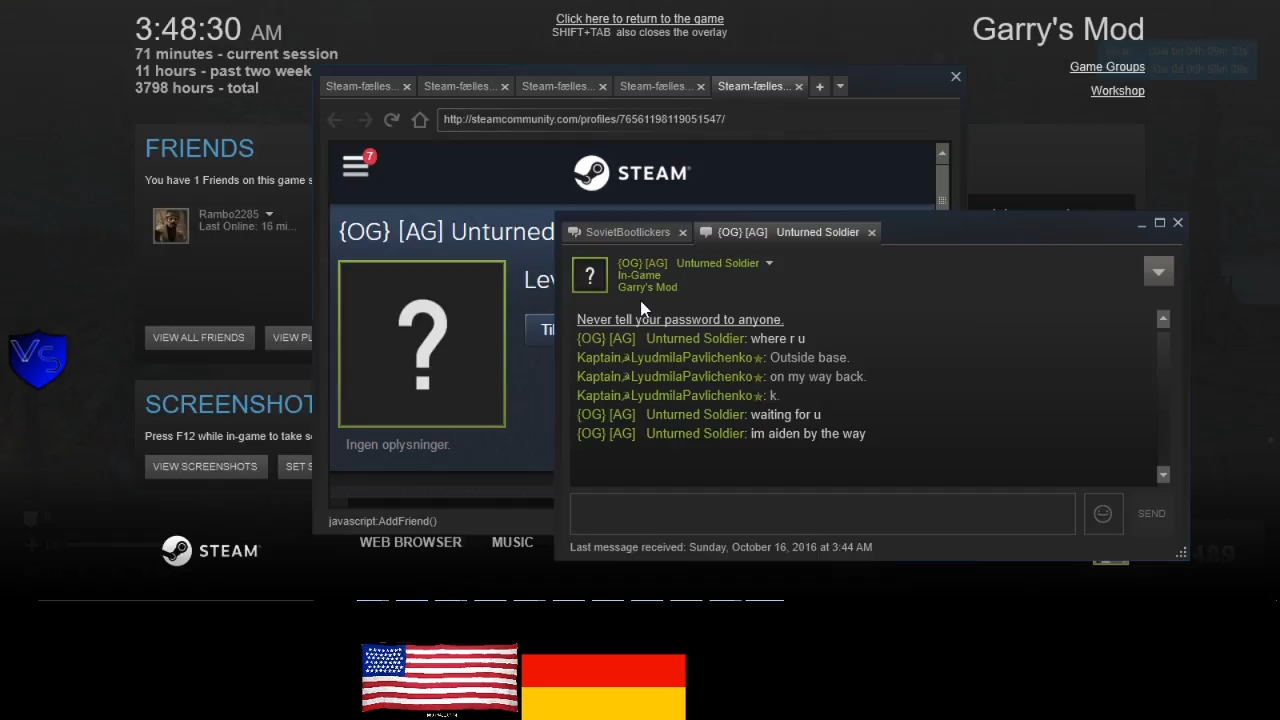 3:48:30 AM
71 minutes - current session
11 hours - past two week
3798 hours - total
Click here to return to the game
SHIFT+TAB also closes the overlay
Garry's Mod
Game Groups
Workshop
FRIENDS
You have 1 Friends on this game s
Rambo2285
Last Online: 16 mi...
VIEW ALL FRIENDS
VIEW PL
VS
SCREENSHOT
Press F12 while in-game to take s
VIEW SCREENSHOTS
SET S
STEAM
Steam-fælles...
Steam-fælles...
Steam-fælles...
Steam-fælles...
Steam-fælles...
http://steamcommunity.com/profiles/76561198119051547/
7
STEAM
{OG} [AG] Unturned
Lev
Til
?
Ingen oplysninger.
javascript:AddFriend()
WEB BROWSER
MUSIC
SovietBootlickers
{OG} [AG] Unturned Soldier
?
{OG} [AG] Unturned Soldier
In-Game
Garry's Mod
Never tell your password to anyone.
{OG} [AG] Unturned Soldier: where r u
Kaptain☭LyudmilaPavlichenko★: Outside base.
Kaptain☭LyudmilaPavlichenko★: on my way back.
Kaptain☭LyudmilaPavlichenko★: k.
{OG} [AG] Unturned Soldier: waiting for u
{OG} [AG] Unturned Soldier: im aiden by the way
SEND
Last message received: Sunday, October 16, 2016 at 3:44 AM